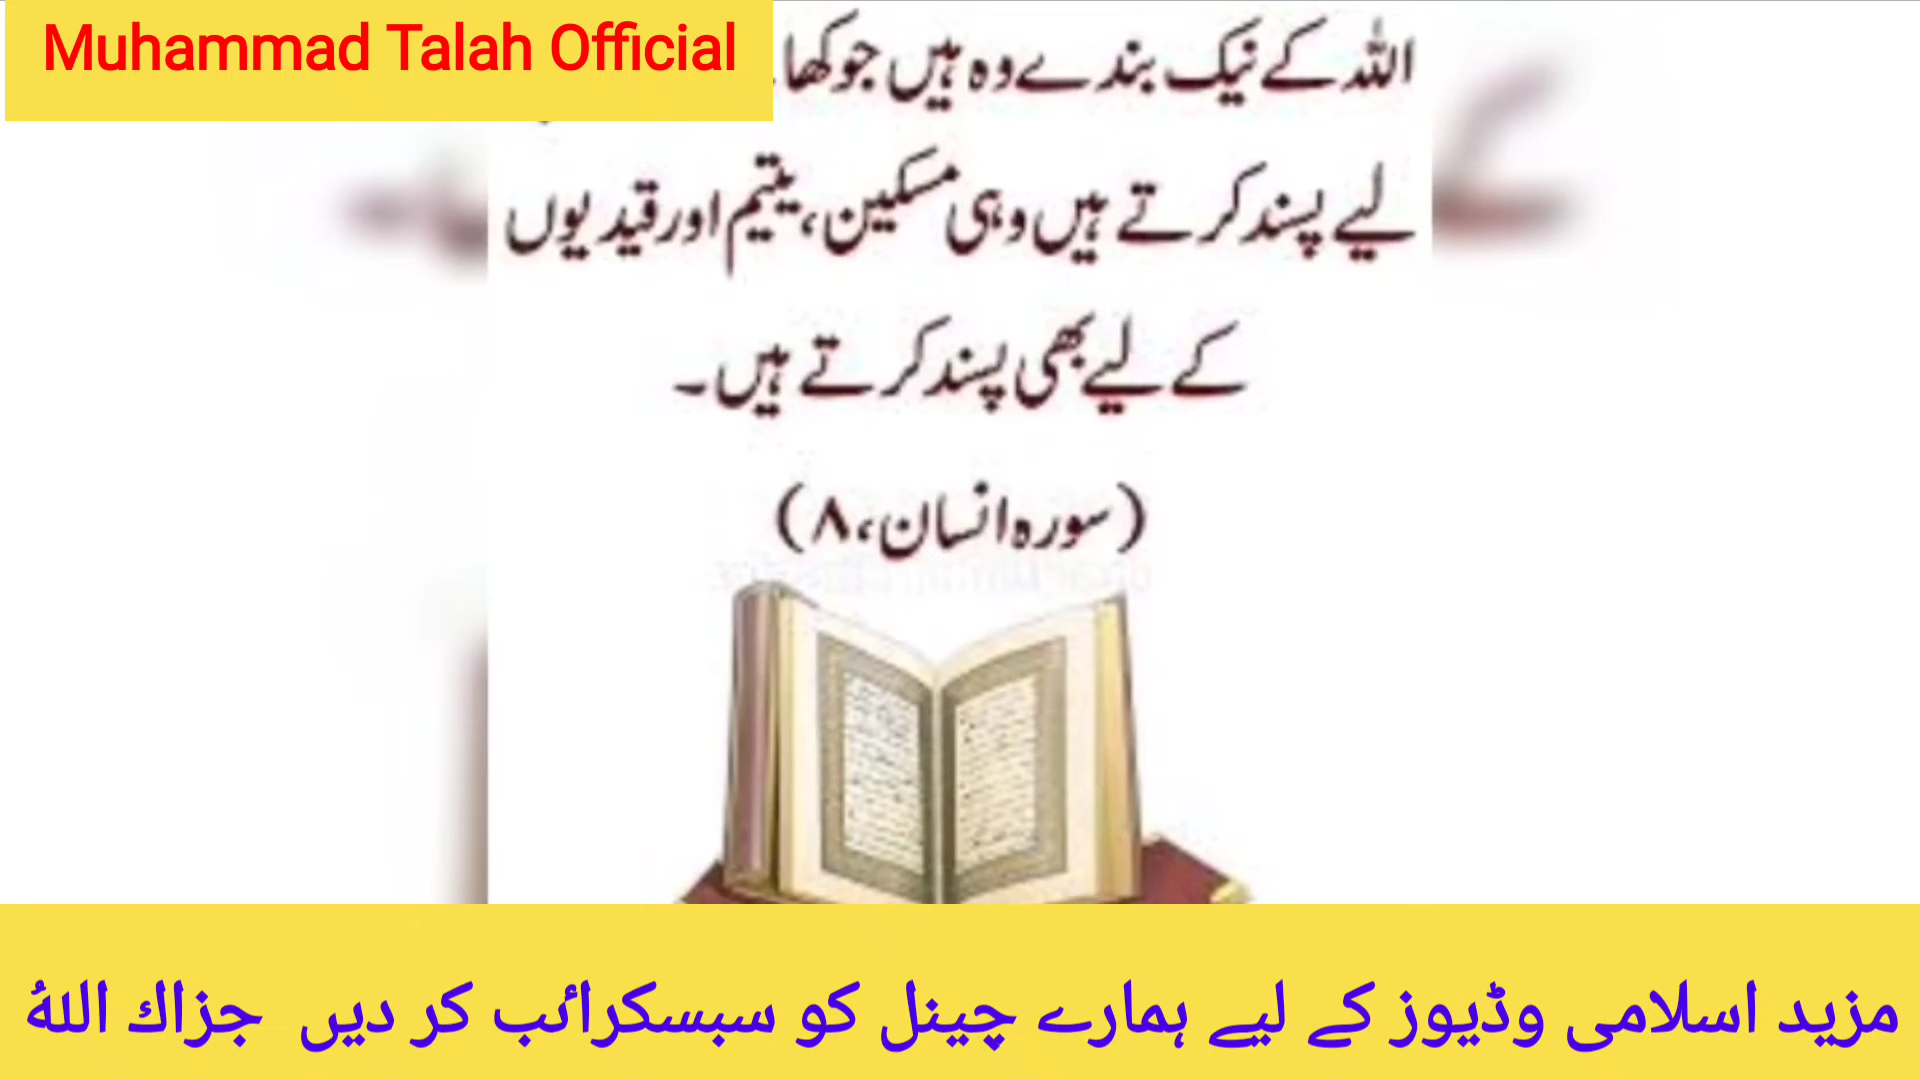 Muhammad Talah Official
اللہ کے نیک بندے وہ ہیں جو کھا
لیے پسند کرتے ہیں وہی مسکین، یتیم اور قیدیوں
کے لیے بھی پسند کرتے ہیں۔
(سورہ انسان، ۸)
مزید اسلامی وڈیوز کے لیے ہمارے چینل کو سبسکرائب کر دیں جزاك اللهُ